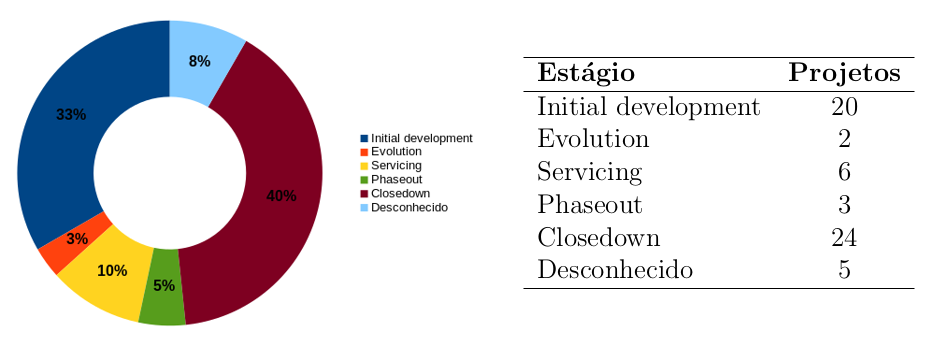 8%
33%
40%
3%
10%
5%
Initial development
Evolution
Servicing
Phaseout
Closedown
Desconhecido
Estágio Projetos
Initial development 20
Evolution 2
Servicing 6
Phaseout 3
Closedown 24
Desconhecido 5